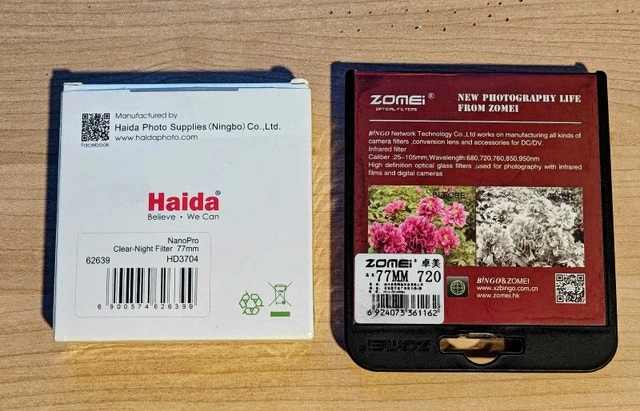 Manufactured by
Haida Photo Supplies (Ningbo) Co.,Ltd.
www.haidaphoto.com
Facebook
Haida®
Believe • We Can
NanoPro
Clear-Night Filter 77mm
62639 HD3704
6 900574 626399
ZOMEi®
OPTICAL FILTERS
NEW PHOTOGRAPHY LIFE
FROM ZOMEI
BINGO Network Technology Co.,Ltd works on manufacturing all kinds of
camera filters ,conversion lens and accessories for DC/DV.
Infrared filter
Caliber :25-105mm,Wavelength:680,720,760,850,950nm
High definition optical glass filters ,used for photography with infrared
films and digital cameras
ZOMEi® 卓美
77MM 720
6 924073 361162
BINGO&ZOMEI
www.xzbingo.com.cn
www.zomei.hk
ZOMEi